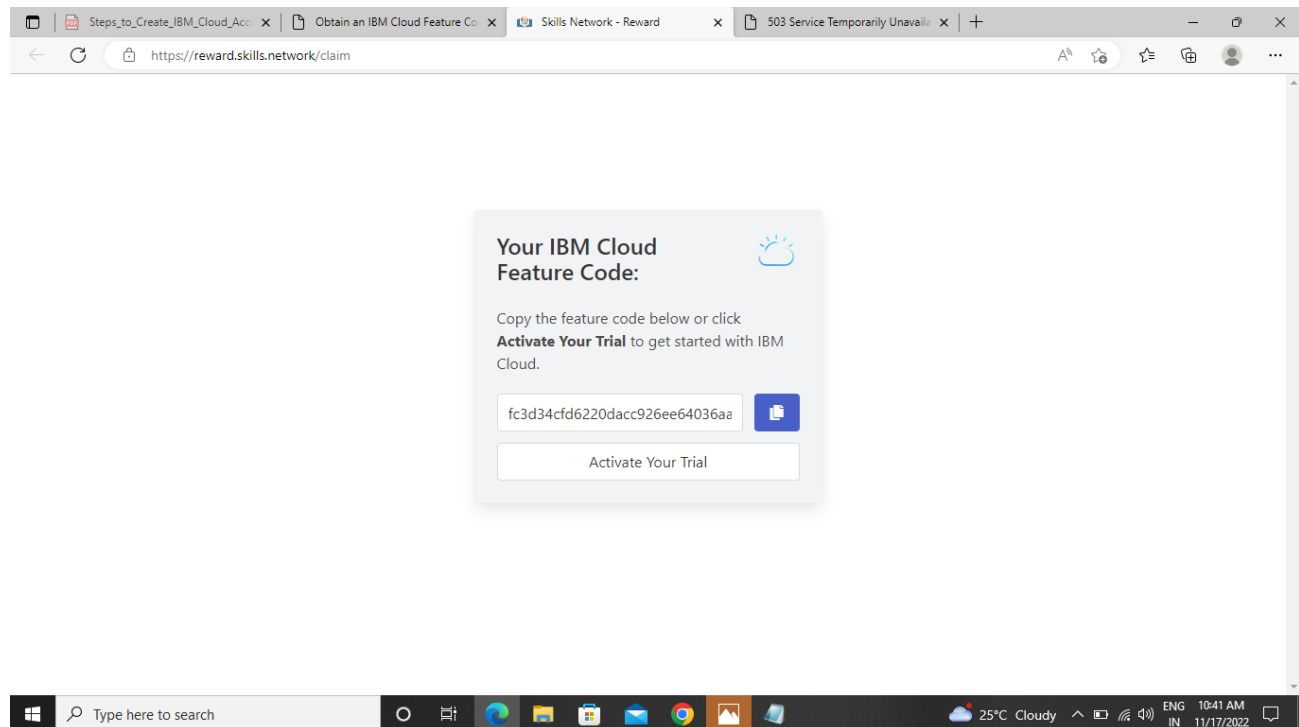 Steps_to_Create_IBM_Cloud_Acc
Obtain an IBM Cloud Feature Co
Skills Network - Reward
503 Service Temporarily Unavaila
https://reward.skills.network/claim
Your IBM Cloud
Feature Code:
Copy the feature code below or click
Activate Your Trial to get started with IBM
Cloud.
fc3d34cfd6220dacc926ee64036aa
Activate Your Trial
Type here to search
25°C Cloudy
ENG
IN
10:41 AM
11/17/2022